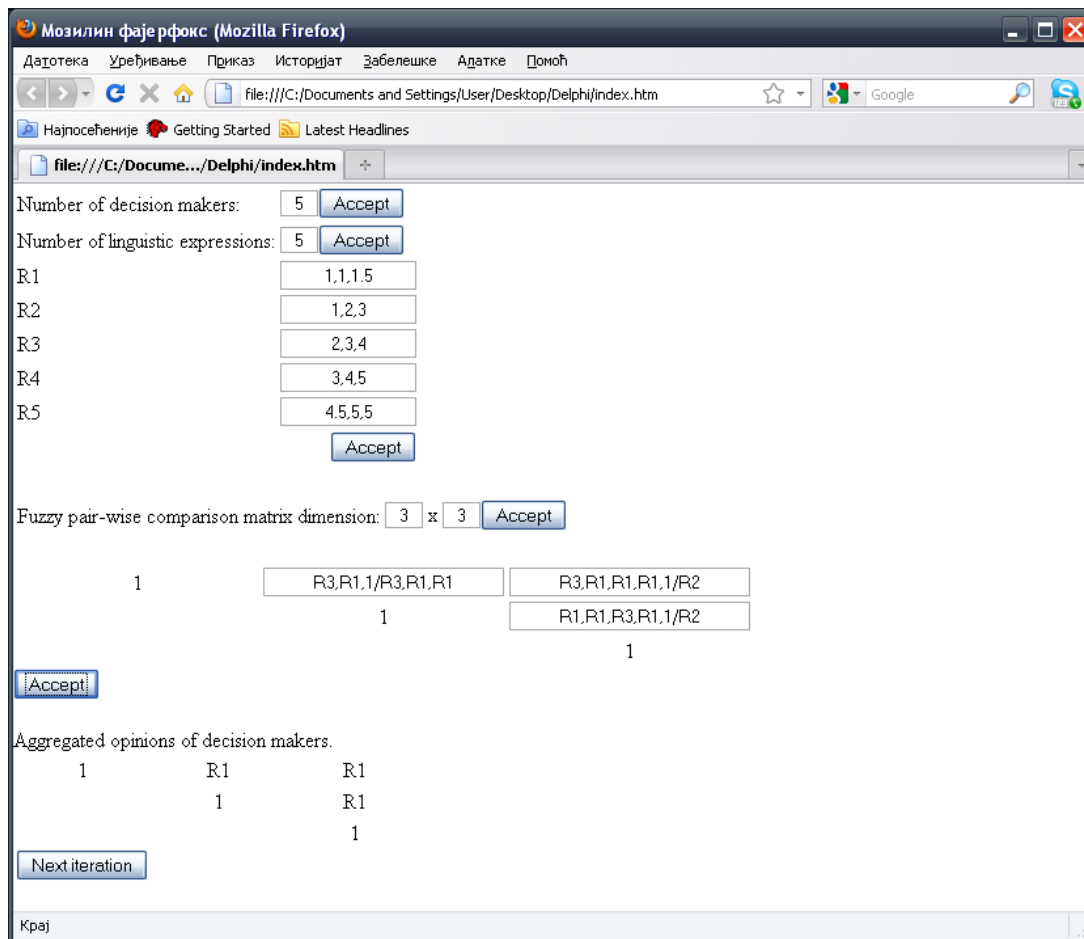 Мозилин фајерфокс (Mozilla Firefox)
Датотека Уређивање Приказ Историјат Забелешке Алатке Помоћ
file:///C:/Documents and Settings/User/Desktop/Delphi/index.htm Google
Најпосећеније Getting Started Latest Headlines
file:///C:/Docume.../Delphi/index.htm
Number of decision makers: 5 Accept
Number of linguistic expressions: 5 Accept
R1 1,1,1.5
R2 1,2,3
R3 2,3,4
R4 3,4,5
R5 4.5,5,5
Accept
Fuzzy pair-wise comparison matrix dimension: 3 x 3 Accept
1 R3,R1,1/R3,R1,R1 R3,R1,R1,R1,1/R2
1 R1,R1,R3,R1,1/R2
1
Accept
Aggregated opinions of decision makers.
1 R1 R1
1 R1
1
Next iteration
Крај